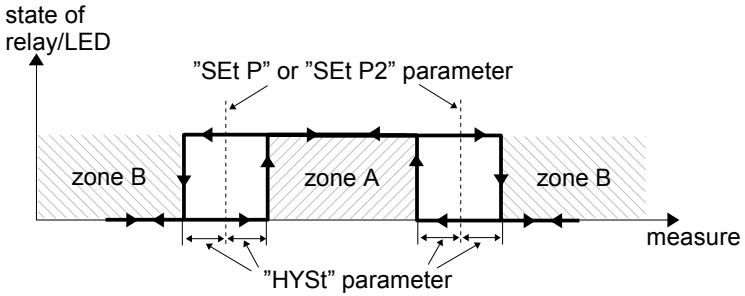 state of
relay/LED
”SEt P” or ”SEt P2” parameter
zone B
zone A
zone B
measure
”HYSt” parameter